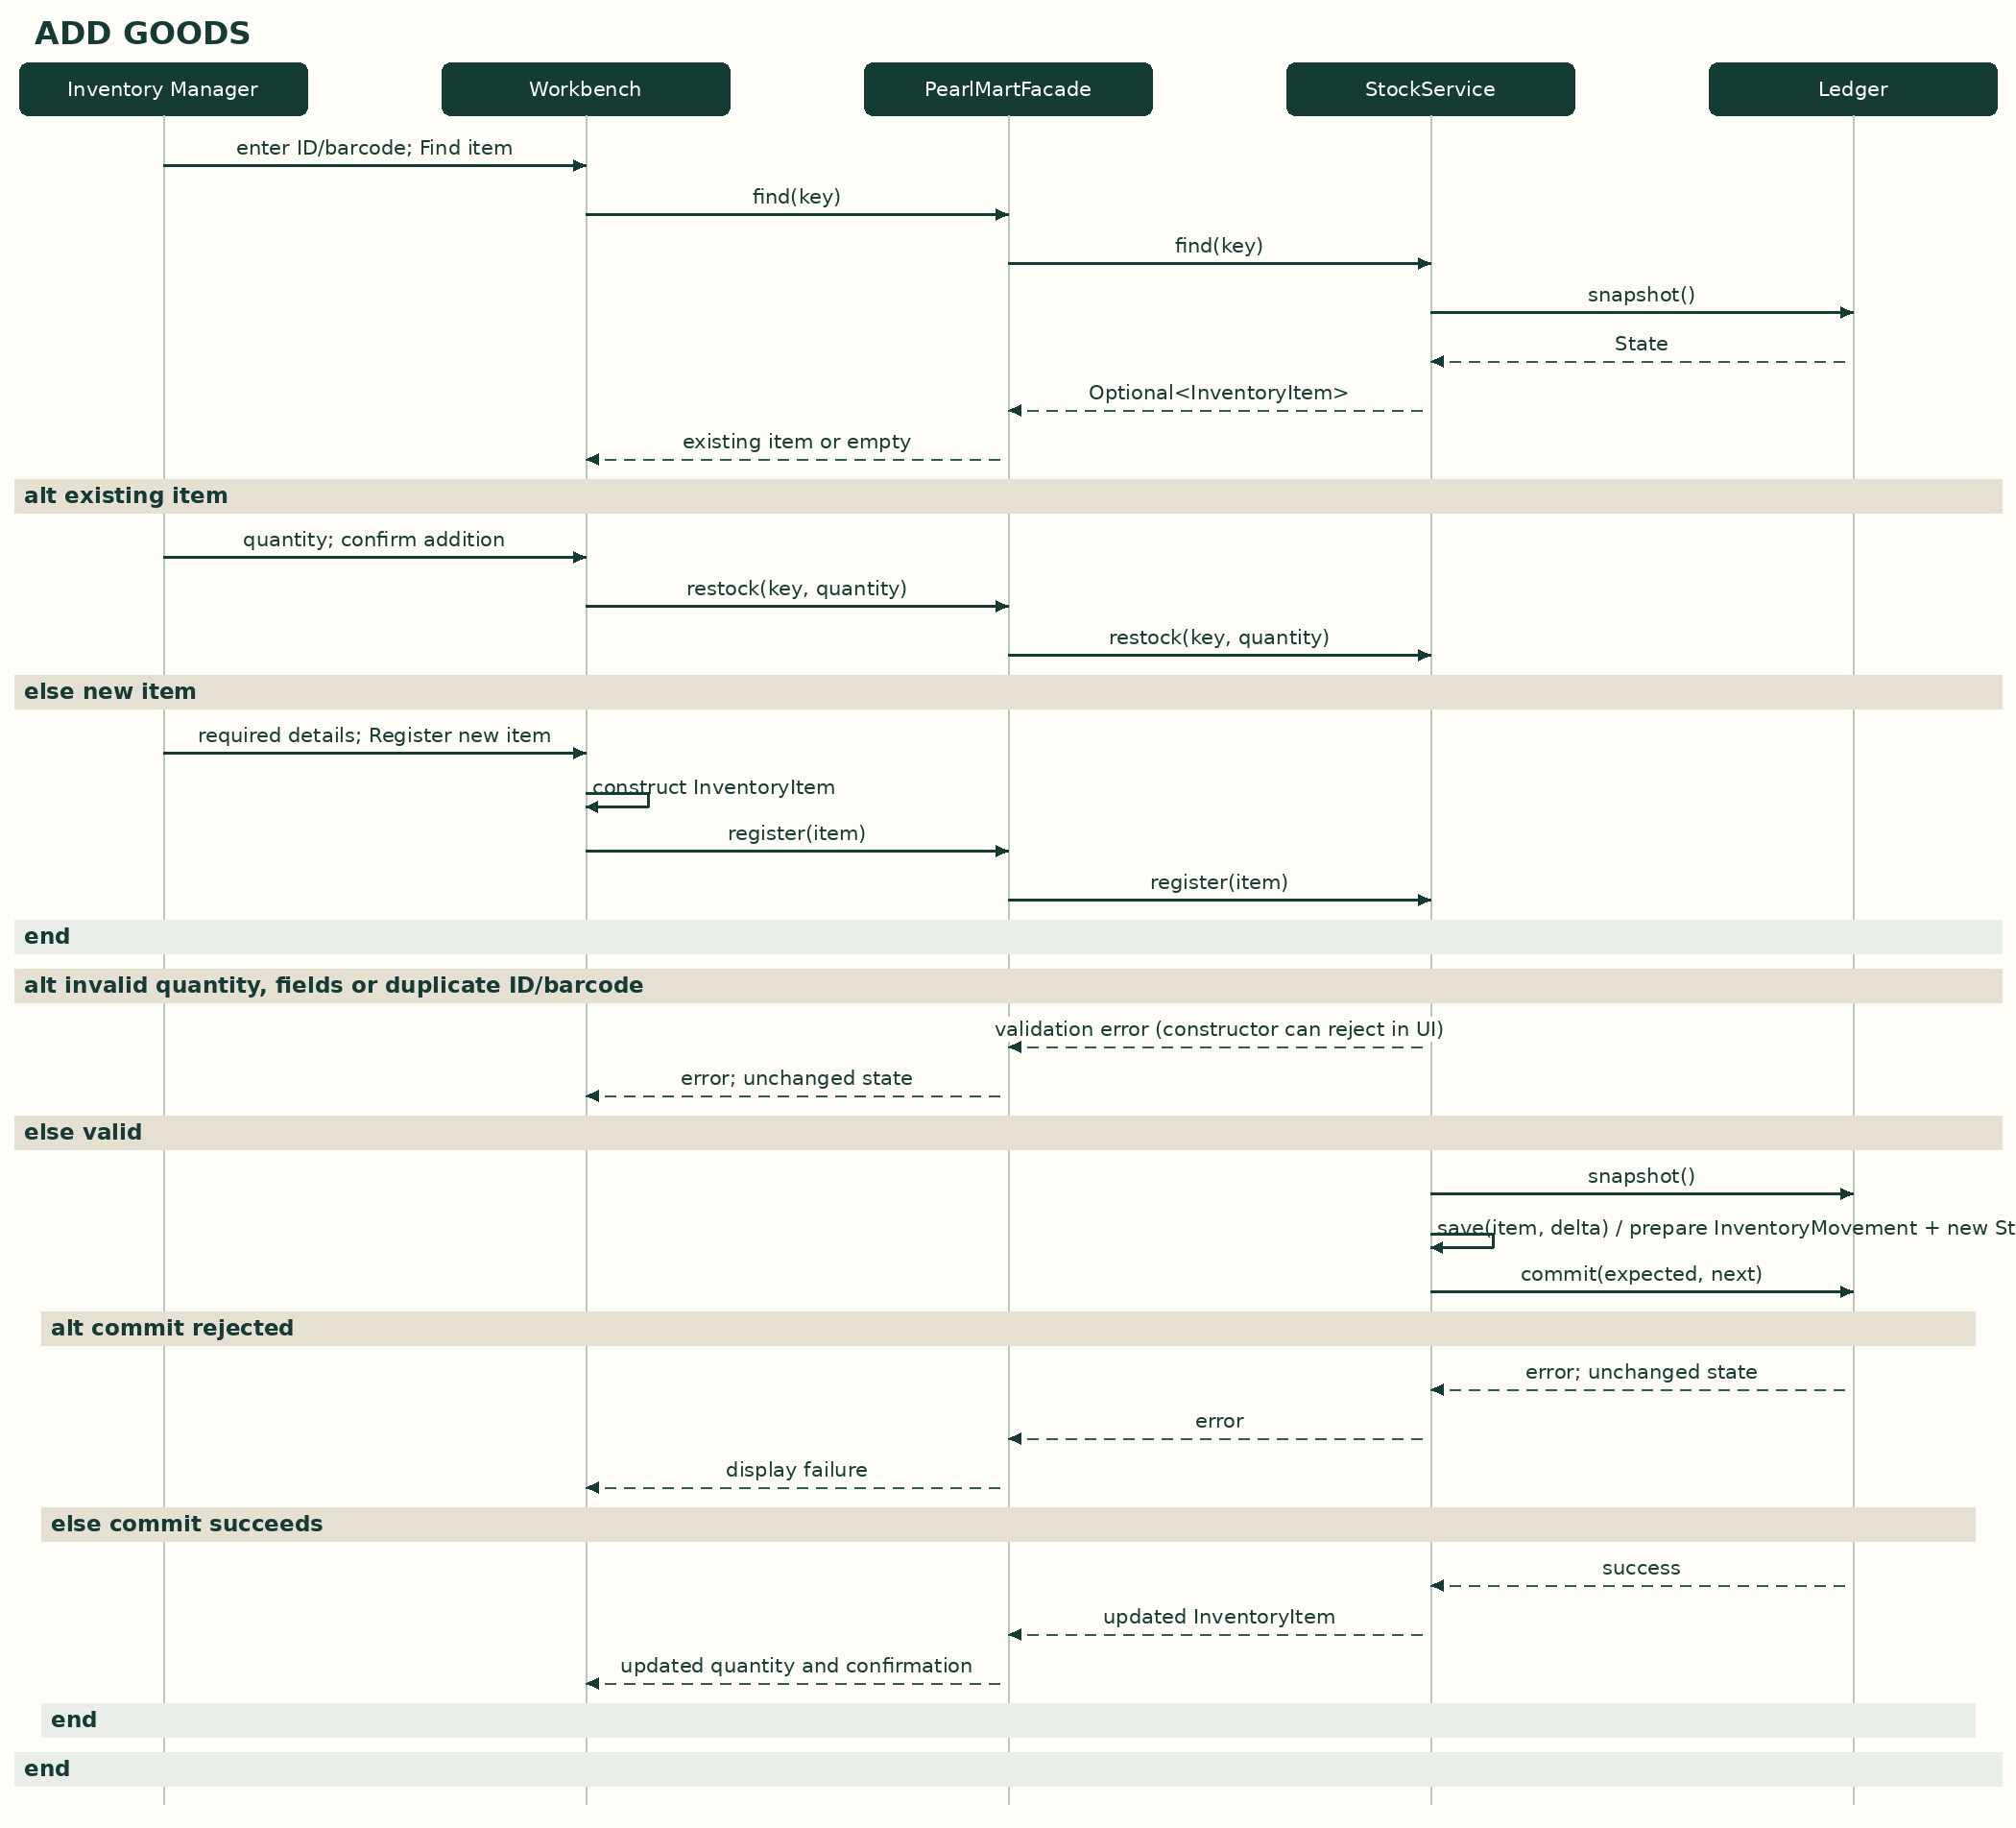 ADD GOODS
Inventory Manager
Workbench
PearlMartFacade
StockService
Ledger
enter ID/barcode; Find item
find(key)
find(key)
snapshot()
State
Optional<InventoryItem>
existing item or empty
alt existing item
quantity; confirm addition
restock(key, quantity)
restock(key, quantity)
else new item
required details; Register new item
construct InventoryItem
register(item)
register(item)
end
alt invalid quantity, fields or duplicate ID/barcode
validation error (constructor can reject in UI)
error; unchanged state
else valid
snapshot()
save(item, delta) / prepare InventoryMovement + new St
commit(expected, next)
alt commit rejected
error; unchanged state
error
display failure
else commit succeeds
success
updated InventoryItem
updated quantity and confirmation
end
end